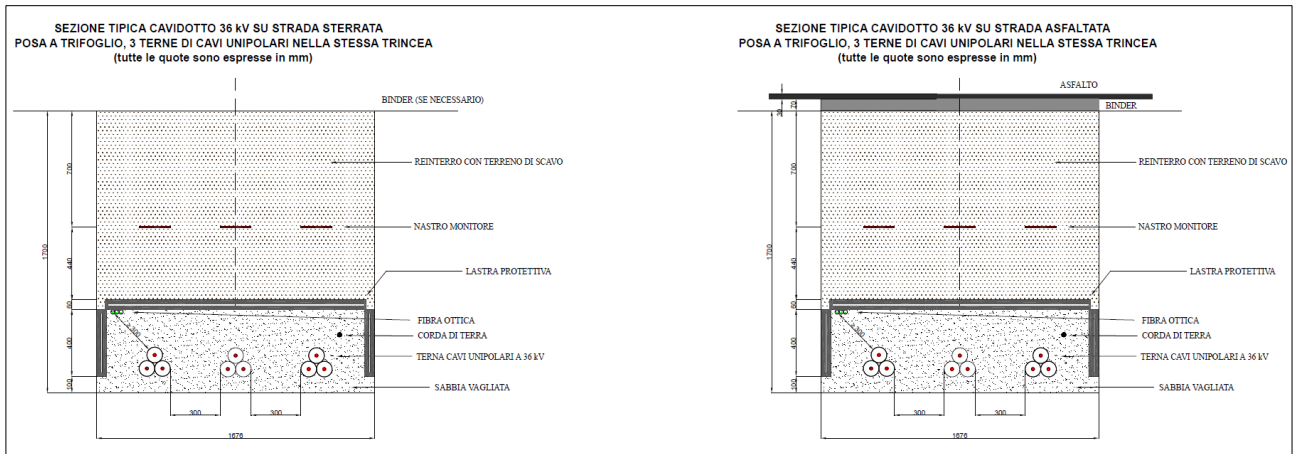 SEZIONE TIPICA CAVIDOTTO 36 kV SU STRADA STERRATA
POSA A TRIFOGLIO, 3 TERNE DI CAVI UNIPOLARI NELLA STESSA TRINCEA
(tutte le quote sono espresse in mm)
BINDER (SE NECESSARIO)
REINTERRO CON TERRENO DI SCAVO
NASTRO MONITORE
LASTRA PROTETTIVA
FIBRA OTTICA
CORDA DI TERRA
TERNA CAVI UNIPOLARI A 36 kV
SABBIA VAGLIATA
1700
700
440
60
400
100
300
300
1676
SEZIONE TIPICA CAVIDOTTO 36 kV SU STRADA ASFALTATA
POSA A TRIFOGLIO, 3 TERNE DI CAVI UNIPOLARI NELLA STESSA TRINCEA
(tutte le quote sono espresse in mm)
ASFALTO
BINDER
REINTERRO CON TERRENO DI SCAVO
NASTRO MONITORE
LASTRA PROTETTIVA
FIBRA OTTICA
CORDA DI TERRA
TERNA CAVI UNIPOLARI A 36 kV
SABBIA VAGLIATA
30
70
1700
700
440
60
400
100
300
300
1676